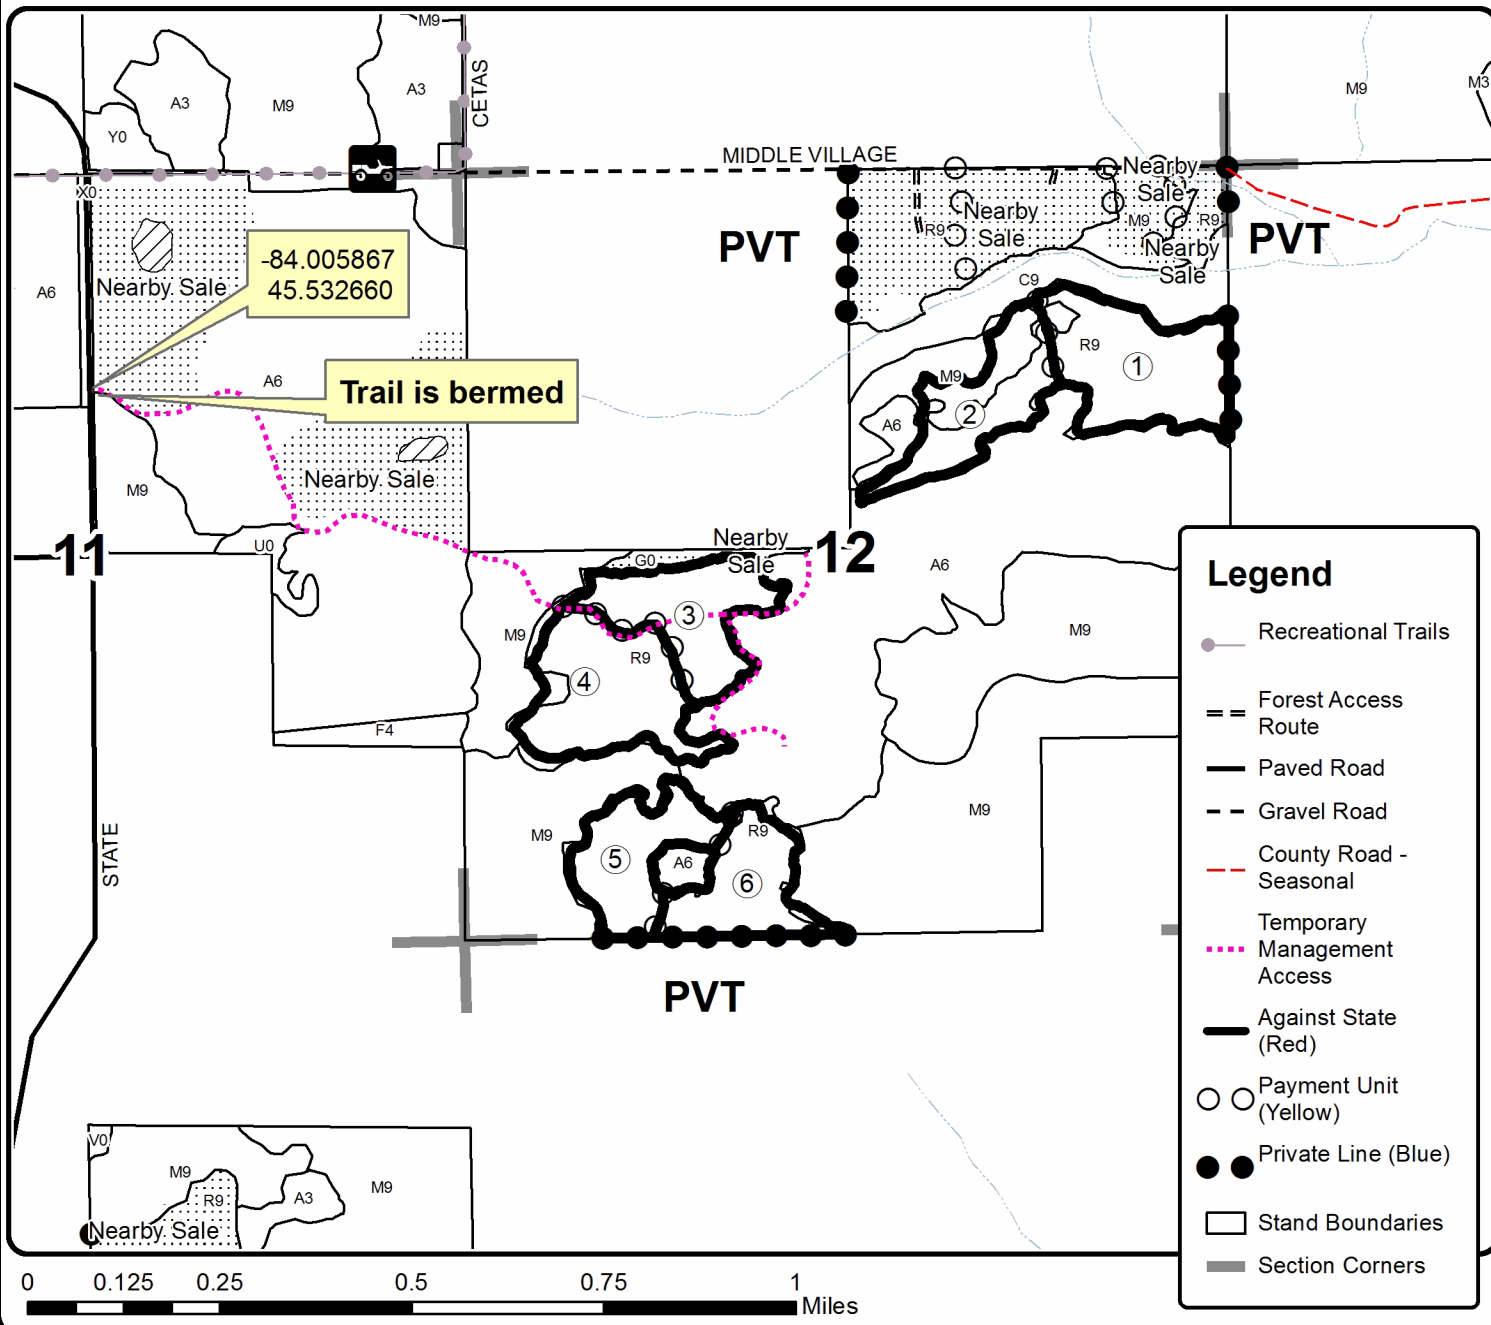 M9
CETAS
A3
M9
A3
M9
M3
Y0
MIDDLE VILLAGE
X0
Nearby
Sale
Nearby
Sale
R9
M9
R9
Nearby
Sale
PVT
PVT
-84.005867
45.532660
Nearby Sale
A6
C9
R9
1
M9
2
A6
A6
Trail is bermed
Nearby Sale
M9
11
U0
12
Nearby
Sale
G0
A6
M9
3
M9
R9
4
F4
M9
M9
R9
5
A6
6
STATE
PVT
V0
M9
R9
A3
M9
Nearby Sale
Legend
Recreational Trails
Forest Access
Route
Paved Road
Gravel Road
County Road -
Seasonal
Temporary
Management
Access
Against State
(Red)
Payment Unit
(Yellow)
Private Line (Blue)
Stand Boundaries
Section Corners
0 0.125 0.25 0.5 0.75 1
Miles